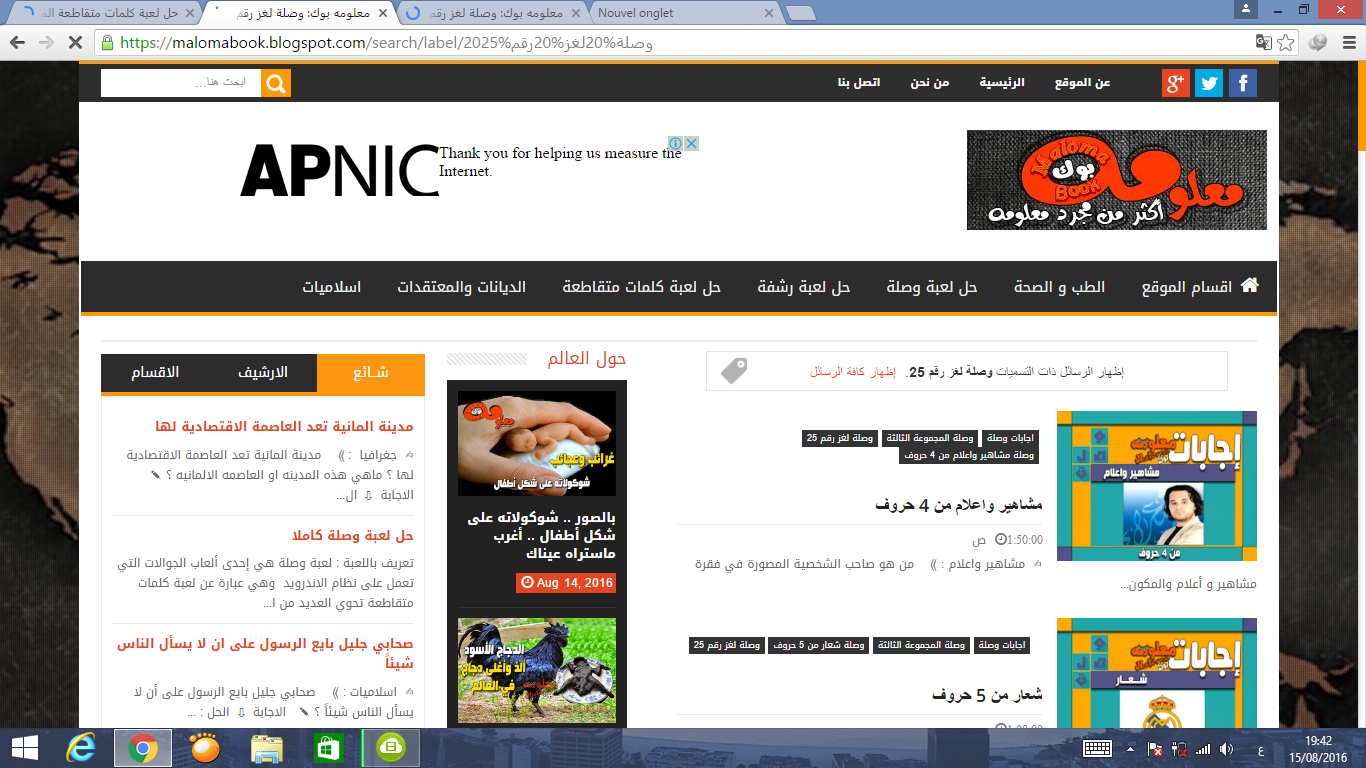 حل لعبة كلمات متقاطعة الم
معلومه بوك: وصلة لغز رقم
معلومه بوك: وصلة لغز رقم
Nouvel onglet
https://malomabook.blogspot.com/search/label/وصلة%20لغز%20رقم%2025
عن الموقع
الرئيسية
من نحن
اتصل بنا
ابحث هنا...
APNIC
Thank you for helping us measure the
Internet.
Maloma
بوك
BOOK
معلومه
أكثر من مجرد معلومه
اقسام الموقع
الطب و الصحة
حل لعبة وصلة
حل لعبة رشفة
حل لعبة كلمات متقاطعة
الديانات والمعتقدات
اسلاميات
إظهار الرسائل ذات التسميات وصلة لغز رقم 25. إظهار كافة الرسائل
إجابات
معلومه
مشاهير واعلام
من 4 حروف
مشاهير و أعلام والمكون...
اجابات وصلة
وصلة المجموعة الثالثة
وصلة لغز رقم 25
وصلة مشاهير واعلام من 4 حروف
مشاهير واعلام من 4 حروف
1:50:00 ص
مشاهير واعلام : )) من هو صاحب الشخصية المصورة في فقرة
إجابات
معلومه
شعار
اجابات وصلة
وصلة المجموعة الثالثة
وصلة شعار من 5 حروف
وصلة لغز رقم 25
شعار من 5 حروف
حول العالم
معلومه
غرائب وعجائب
شوكولاته على شكل أطفال
بالصور .. شوكولاته على
شكل أطفال .. أغرب
ماستراه عيناك
Aug 14, 2016
الدجاج الأسود
ألذ وأغلى دجاج
في العالم
شـائع
الارشيف
الاقسام
مدينة المانية تعد العاصمة الاقتصادية لها
جغرافيا : )) مدينة المانية تعد العاصمة الاقتصادية
لها ؟ ماهي هذه المدينه او العاصمه الالمانيه ؟
الاجابة ⇩ ال...
حل لعبة وصلة كاملا
تعريف باللعبة : لعبة وصلة هي إحدى ألعاب الجوالات التي
تعمل على نظام الاندرويد وهي عبارة عن لعبة كلمات
متقاطعة تحوي العديد من ا...
صحابي جليل بايع الرسول على ان لا يسأل الناس
شيئاً
اسلاميات : )) صحابي جليل بايع الرسول على أن لا
يسأل الناس شيئاً ؟ الاجابة ⇩ الحل : ...
ع
19:42
15/08/2016